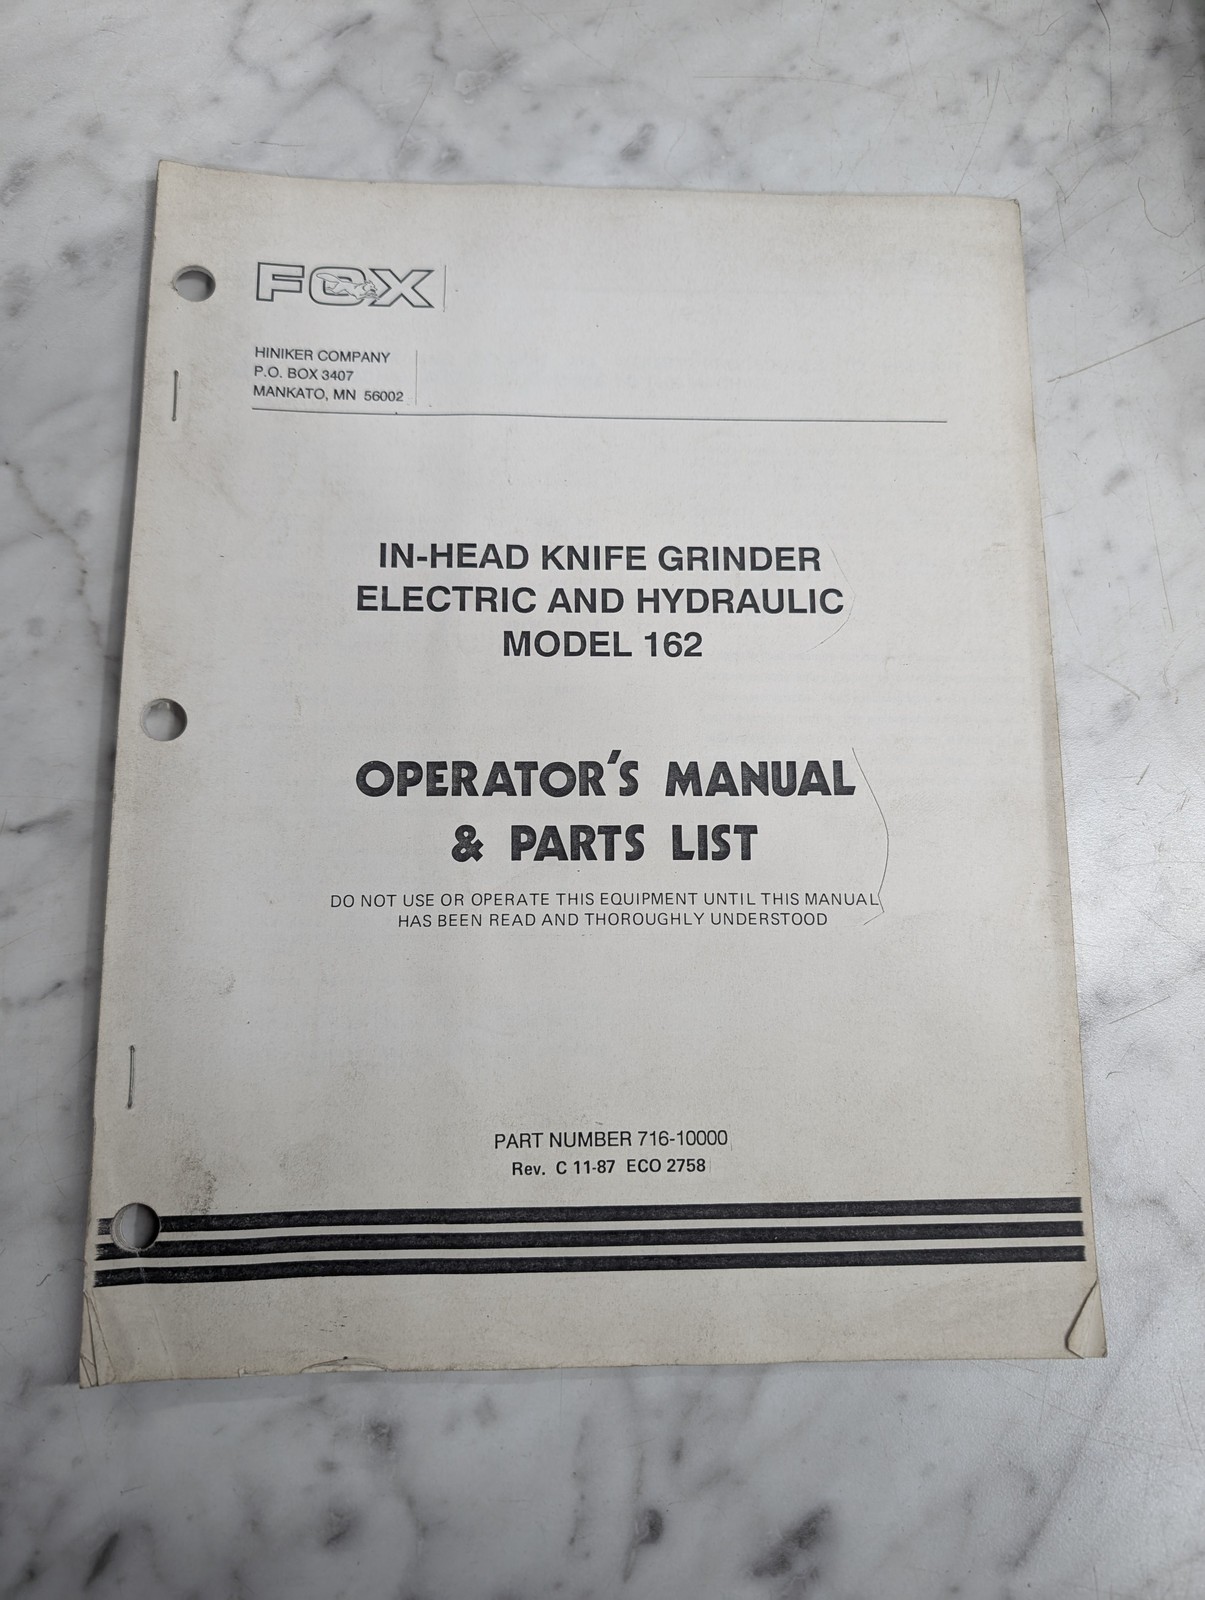 FOX
HINIKER COMPANY
P.O. BOX 3407
MANKATO, MN 56002
IN-HEAD KNIFE GRINDER
ELECTRIC AND HYDRAULIC
MODEL 162
OPERATOR'S MANUAL
& PARTS LIST
DO NOT USE OR OPERATE THIS EQUIPMENT UNTIL THIS MANUAL
HAS BEEN READ AND THOROUGHLY UNDERSTOOD
PART NUMBER 716-10000
Rev. C 11-87 ECO 2758